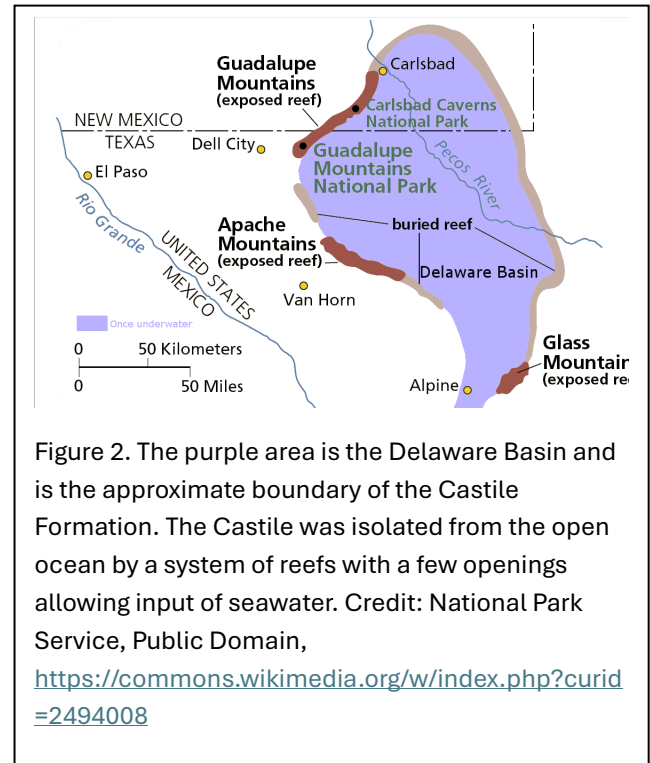 Guadalupe
Mountains
(exposed reef)
Carlsbad
Carlsbad Caverns
National Park
NEW MEXICO
TEXAS
Dell City
Guadalupe
Mountains
National Park
Pecos River
El Paso
Rio Grande
UNITED STATES
MEXICO
Apache
Mountains
(exposed reef)
buried reef
Delaware Basin
Van Horn
Once underwater
0 50 Kilometers
0 50 Miles
Glass
Mountain
(exposed re
Alpine
Figure 2. The purple area is the Delaware Basin and
is the approximate boundary of the Castile
Formation. The Castile was isolated from the open
ocean by a system of reefs with a few openings
allowing input of seawater. Credit: National Park
Service, Public Domain,
https://commons.wikimedia.org/w/index.php?curid
=2494008